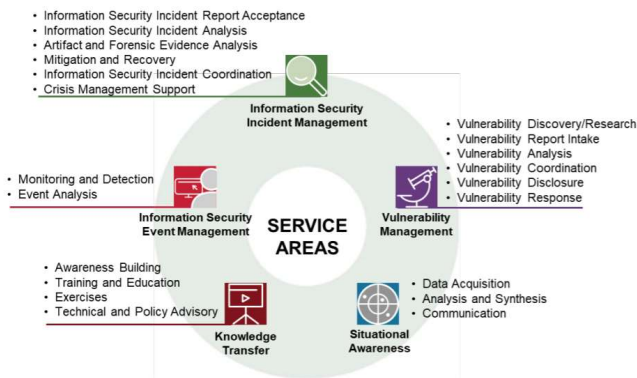 • Information Security Incident Report Acceptance
• Information Security Incident Analysis
• Artifact and Forensic Evidence Analysis
• Mitigation and Recovery
• Information Security Incident Coordination
• Crisis Management Support
Information Security
Incident Management
• Vulnerability Discovery/Research
• Vulnerability Report Intake
• Vulnerability Analysis
• Vulnerability Coordination
• Vulnerability Disclosure
• Vulnerability Response
Vulnerability
Management
• Monitoring and Detection
• Event Analysis
Information Security
Event Management
SERVICE
AREAS
• Awareness Building
• Training and Education
• Exercises
• Technical and Policy Advisory
Knowledge
Transfer
• Data Acquisition
• Analysis and Synthesis
• Communication
Situational
Awareness